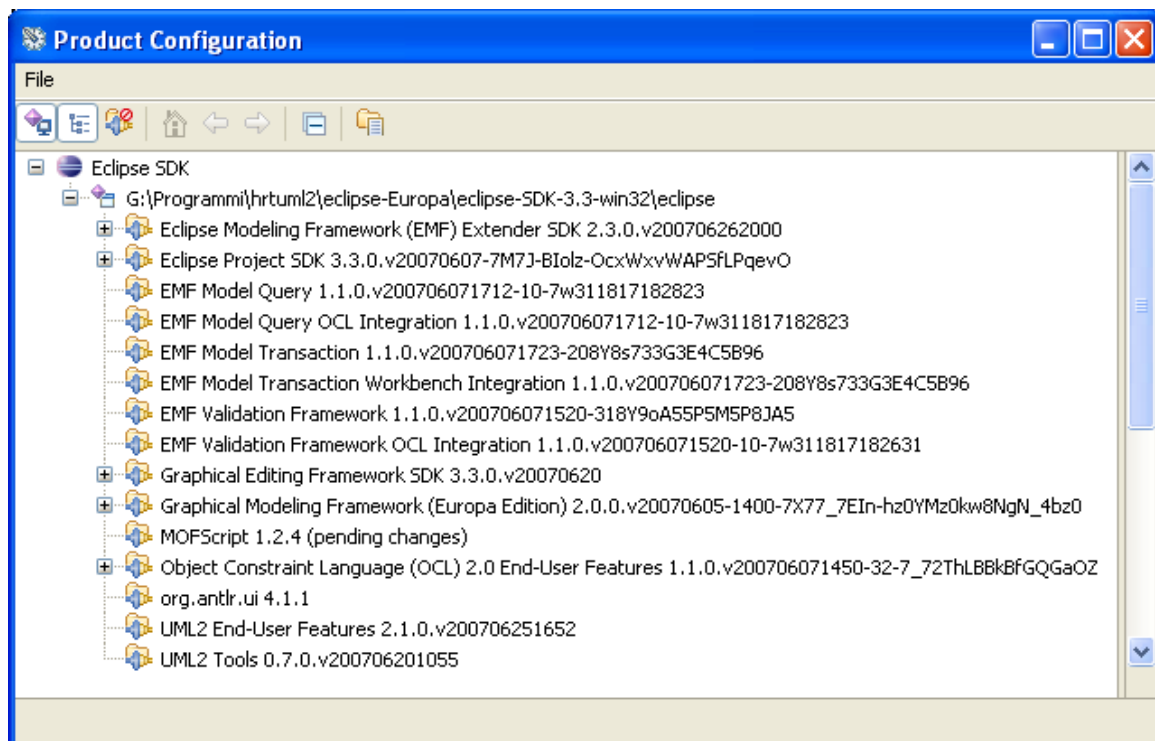 Product Configuration
File
Eclipse SDK
G:\Programmi\hrtuml2\eclipse-Europa\eclipse-SDK-3.3-win32\eclipse
Eclipse Modeling Framework (EMF) Extender SDK 2.3.0.v200706262000
Eclipse Project SDK 3.3.0.v20070607-7M7J-BIolz-OcxWxvWAPSfLPqevO
EMF Model Query 1.1.0.v200706071712-10-7w311817182823
EMF Model Query OCL Integration 1.1.0.v200706071712-10-7w311817182823
EMF Model Transaction 1.1.0.v200706071723-208Y8s733G3E4C5B96
EMF Model Transaction Workbench Integration 1.1.0.v200706071723-208Y8s733G3E4C5B96
EMF Validation Framework 1.1.0.v200706071520-318Y9oA55P5M5P8JA5
EMF Validation Framework OCL Integration 1.1.0.v200706071520-10-7w311817182631
Graphical Editing Framework SDK 3.3.0.v20070620
Graphical Modeling Framework (Europa Edition) 2.0.0.v20070605-1400-7X77_7EIn-hz0YMz0kw8NgN_4bz0
MOFScript 1.2.4 (pending changes)
Object Constraint Language (OCL) 2.0 End-User Features 1.1.0.v200706071450-32-7_72ThLBBkBfGQGaOZ
org.antlr.ui 4.1.1
UML2 End-User Features 2.1.0.v200706251652
UML2 Tools 0.7.0.v200706201055